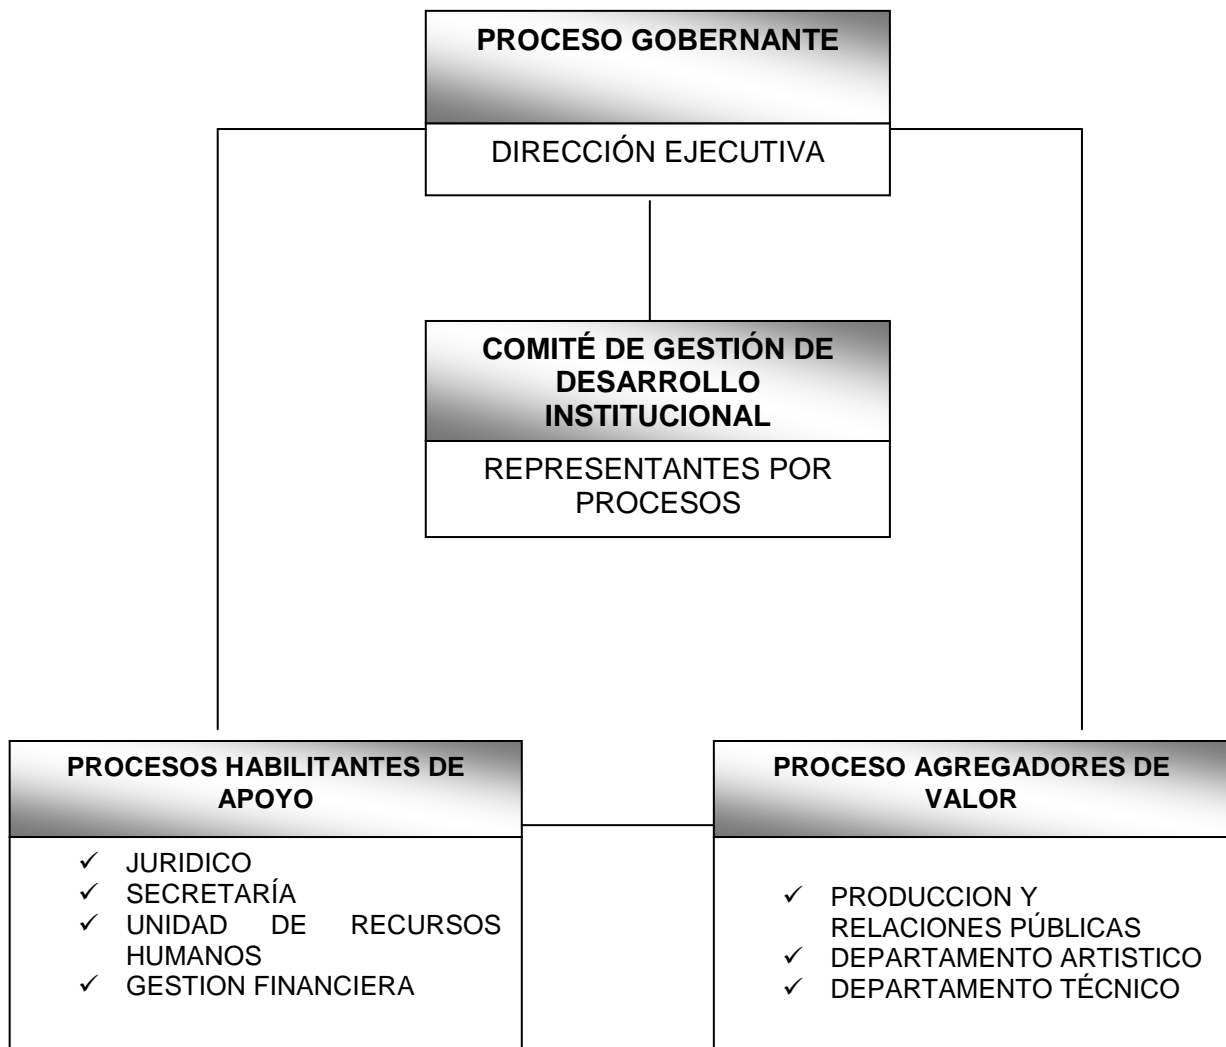 PROCESO GOBERNANTE
DIRECCIÓN EJECUTIVA
COMITÉ DE GESTIÓN DE
DESARROLLO
INSTITUCIONAL
REPRESENTANTES POR
PROCESOS
PROCESOS HABILITANTES DE
APOYO
✓ JURIDICO
✓ SECRETARÍA
✓ UNIDAD DE RECURSOS
HUMANOS
✓ GESTION FINANCIERA
PROCESO AGREGADORES DE
VALOR
✓ PRODUCCION Y
RELACIONES PÚBLICAS
✓ DEPARTAMENTO ARTISTICO
✓ DEPARTAMENTO TÉCNICO